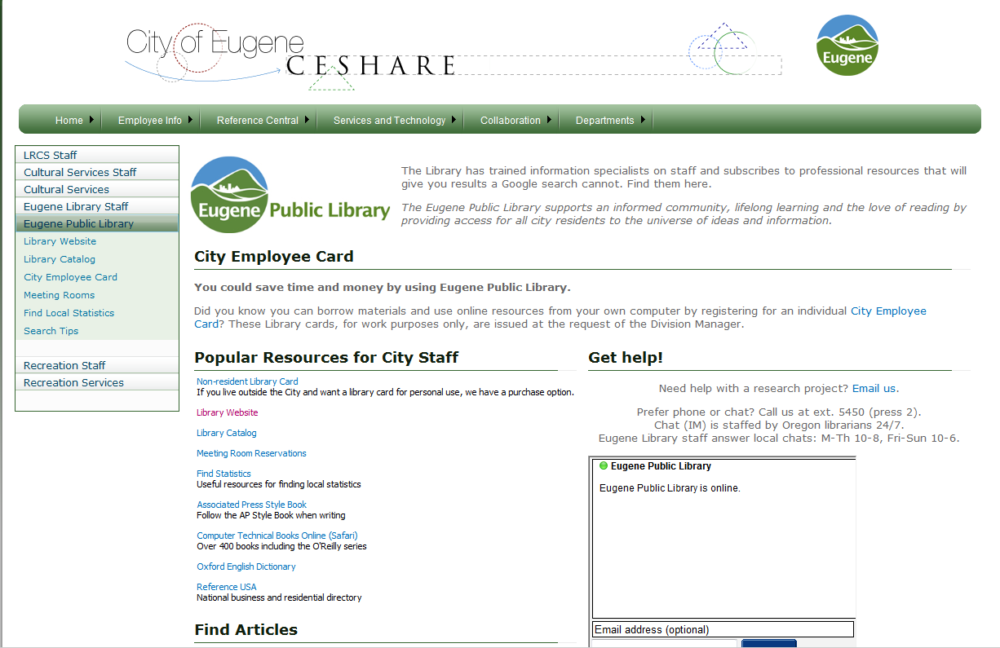 City of Eugene
CESHARE
Eugene
Home
Employee Info
Reference Central
Services and Technology
Collaboration
Departments
LRCS Staff
Cultural Services Staff
Cultural Services
Eugene Library Staff
Eugene Public Library
Library Website
Library Catalog
City Employee Card
Meeting Rooms
Find Local Statistics
Search Tips
Recreation Staff
Recreation Services
Eugene Public Library
The Library has trained information specialists on staff and subscribes to professional resources that will
give you results a Google search cannot. Find them here.
The Eugene Public Library supports an informed community, lifelong learning and the love of reading by
providing access for all city residents to the universe of ideas and information.
City Employee Card
You could save time and money by using Eugene Public Library.
Did you know you can borrow materials and use online resources from your own computer by registering for an individual City Employee
Card? These Library cards, for work purposes only, are issued at the request of the Division Manager.
Popular Resources for City Staff
Non-resident Library Card
If you live outside the City and want a library card for personal use, we have a purchase option.
Library Website
Library Catalog
Meeting Room Reservations
Find Statistics
Useful resources for finding local statistics
Associated Press Style Book
Follow the AP Style Book when writing
Computer Technical Books Online (Safari)
Over 400 books including the O'Reilly series
Oxford English Dictionary
Reference USA
National business and residential directory
Find Articles
Get help!
Need help with a research project? Email us.
Prefer phone or chat? Call us at ext. 5450 (press 2).
Chat (IM) is staffed by Oregon librarians 24/7.
Eugene Library staff answer local chats: M-Th 10-8, Fri-Sun 10-6.
Eugene Public Library
Eugene Public Library is online.
Email address (optional)